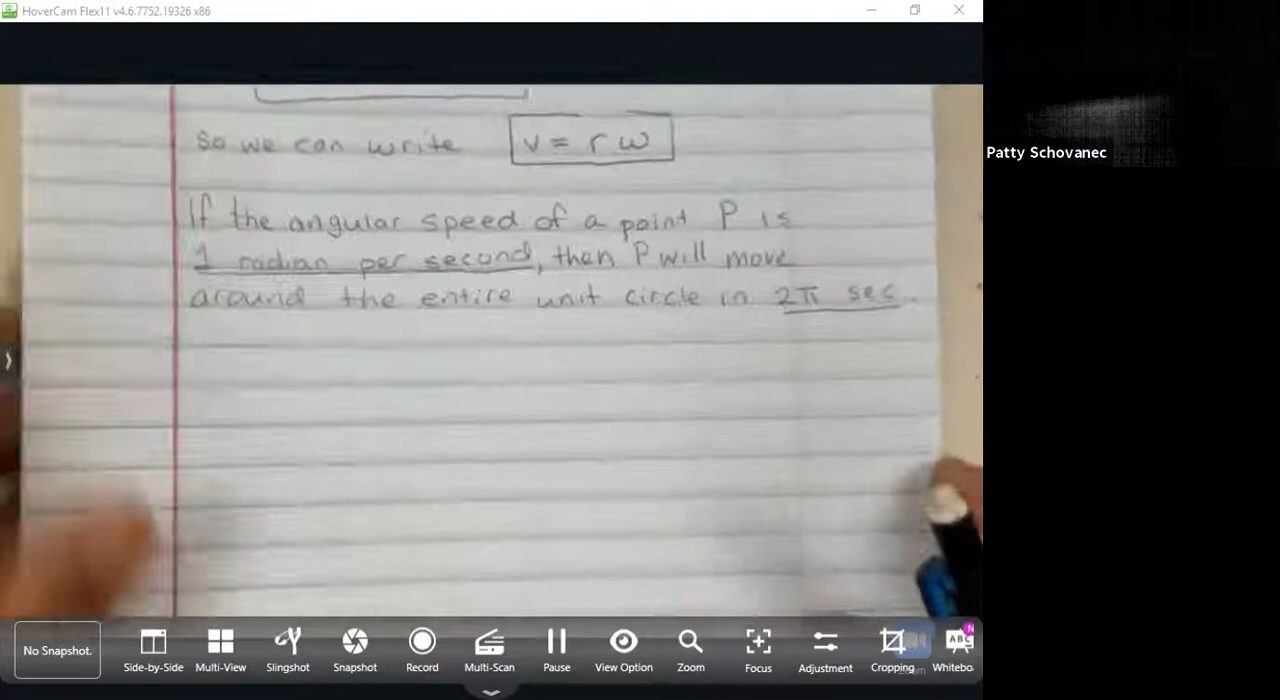 HoverCam Flex11 v4.6.7752.19326 x86
so we can write v = r ω
If the angular speed of a point P is
1 radian per second, then P will move
around the entire unit circle in 2π sec.
Patty Schovanec
No Snapshot.
Side-by-Side Multi-View Slingshot Snapshot Record Multi-Scan Pause View Option Zoom Focus Adjustment Cropping Whitebo
ABC
N